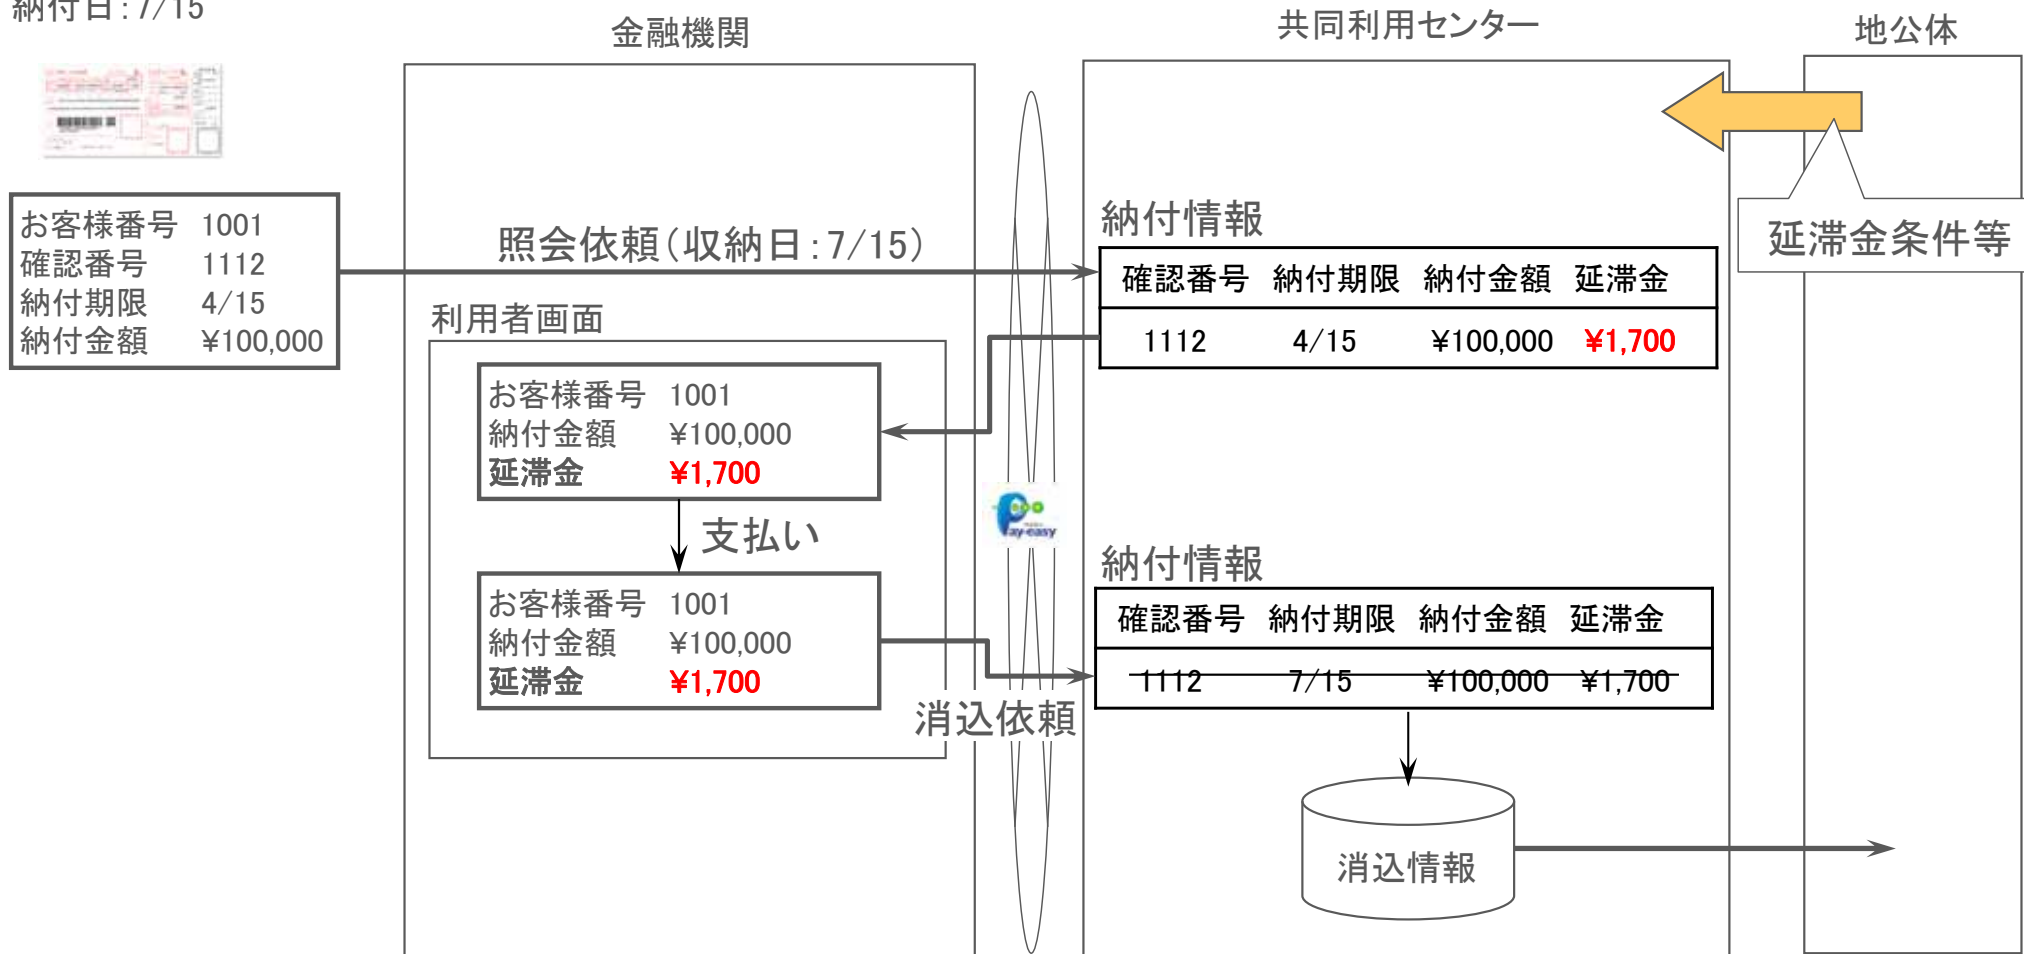 納付日：7/15
金融機関
共同利用センター
地公体
お客様番号 1001
確認番号 1112
納付期限 4/15
納付金額 ¥100,000
照会依頼（収納日：7/15）
納付情報
延滞金条件等
確認番号 納付期限 納付金額 延滞金
1112 4/15 ¥100,000 ¥1,700
利用者画面
お客様番号 1001
納付金額 ¥100,000
延滞金 ¥1,700
支払い
Pay-easy
お客様番号 1001
納付金額 ¥100,000
延滞金 ¥1,700
消込依頼
納付情報
確認番号 納付期限 納付金額 延滞金
1112 7/15 ¥100,000 ¥1,700
消込情報